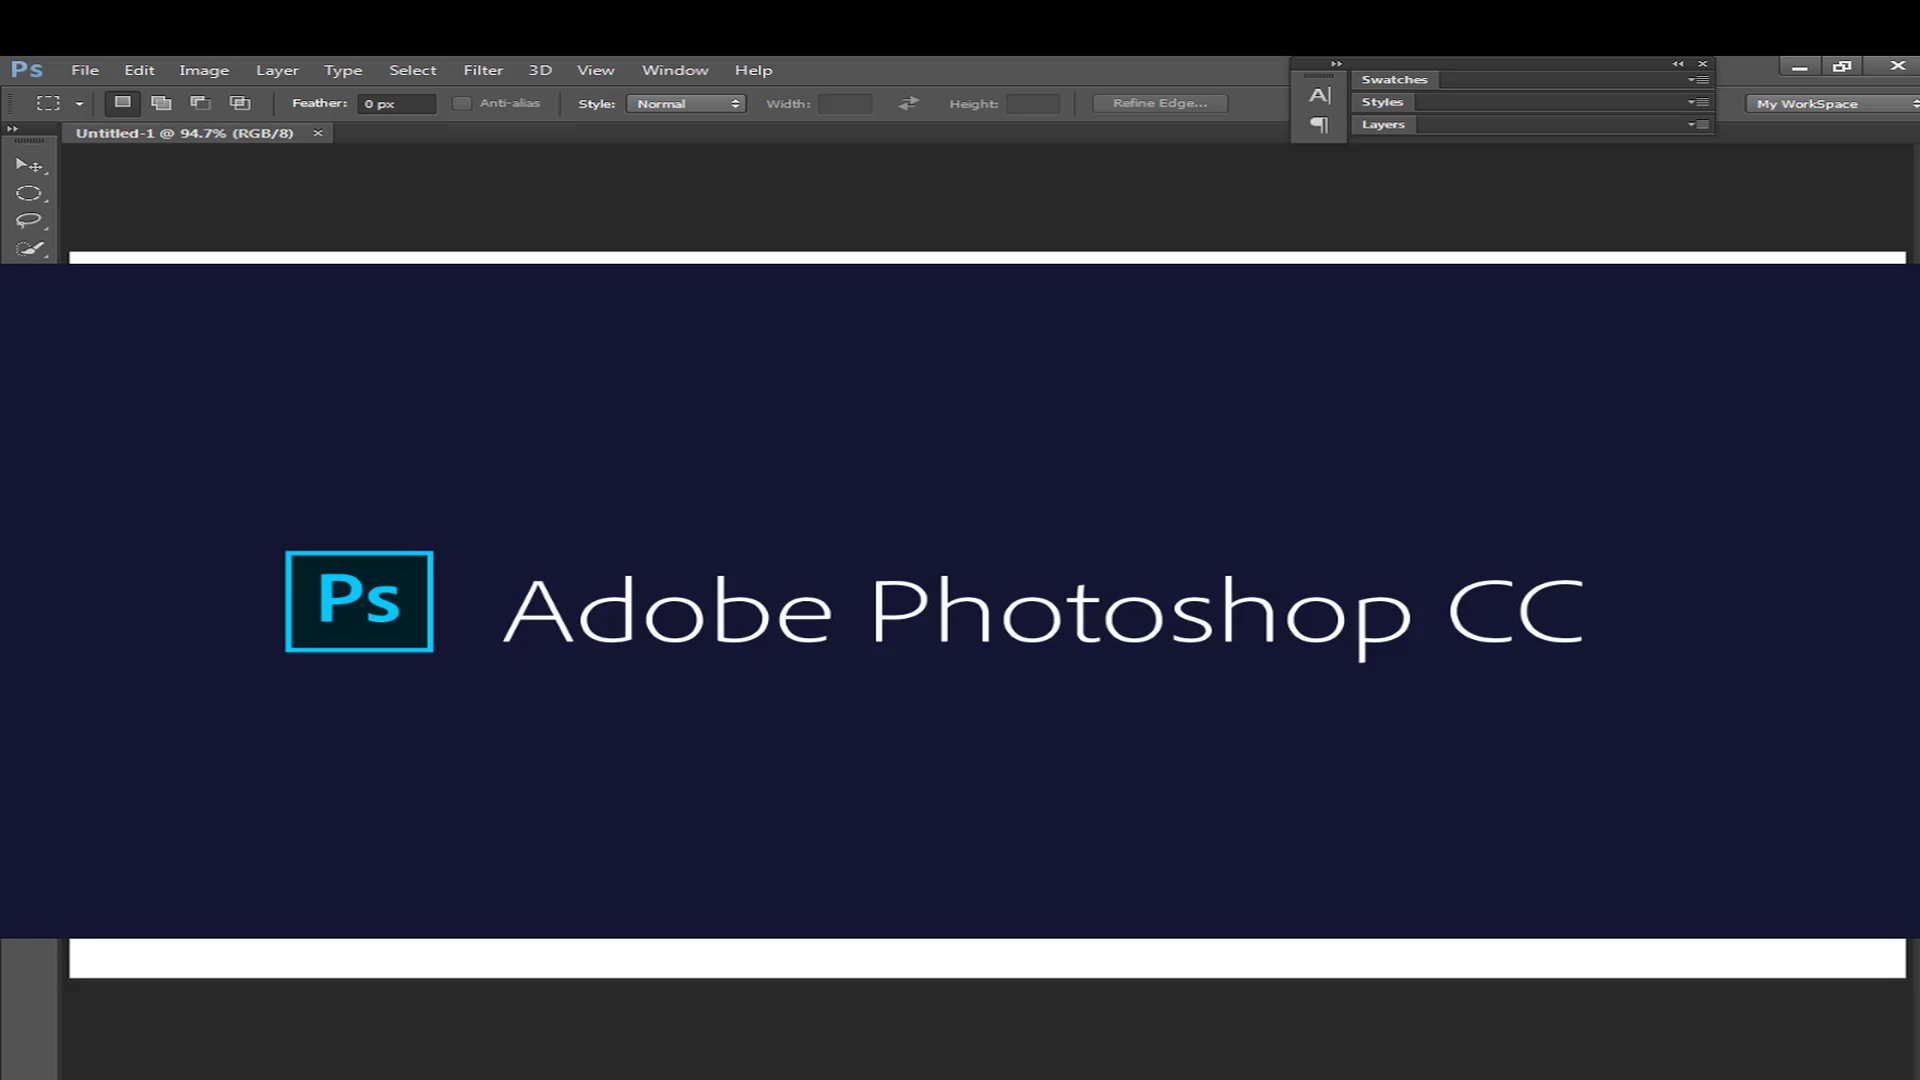 Ps File Edit Image Layer Type Select Filter 3D View Window Help
Swatches
Feather: 0 px Anti-alias Style: Normal Width: Height: Refine Edge... A Styles My WorkSpace
Layers
Untitled-1 @ 94.7% (RGB/8)
Ps Adobe Photoshop CC